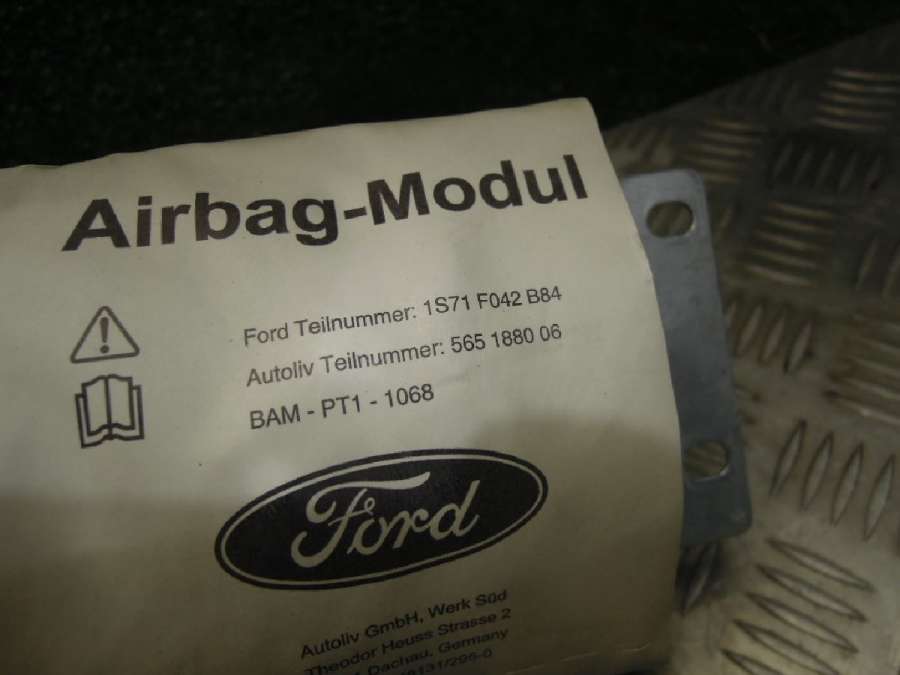 Airbag-Modul
Ford Teilnummer: 1S71 F042 B84
Autoliv Teilnummer: 565 1880 06
BAM - PT1 - 1068
Ford
Autoliv GmbH, Werk Süd
Theodor Heuss Strasse 2
Dachau, Germany